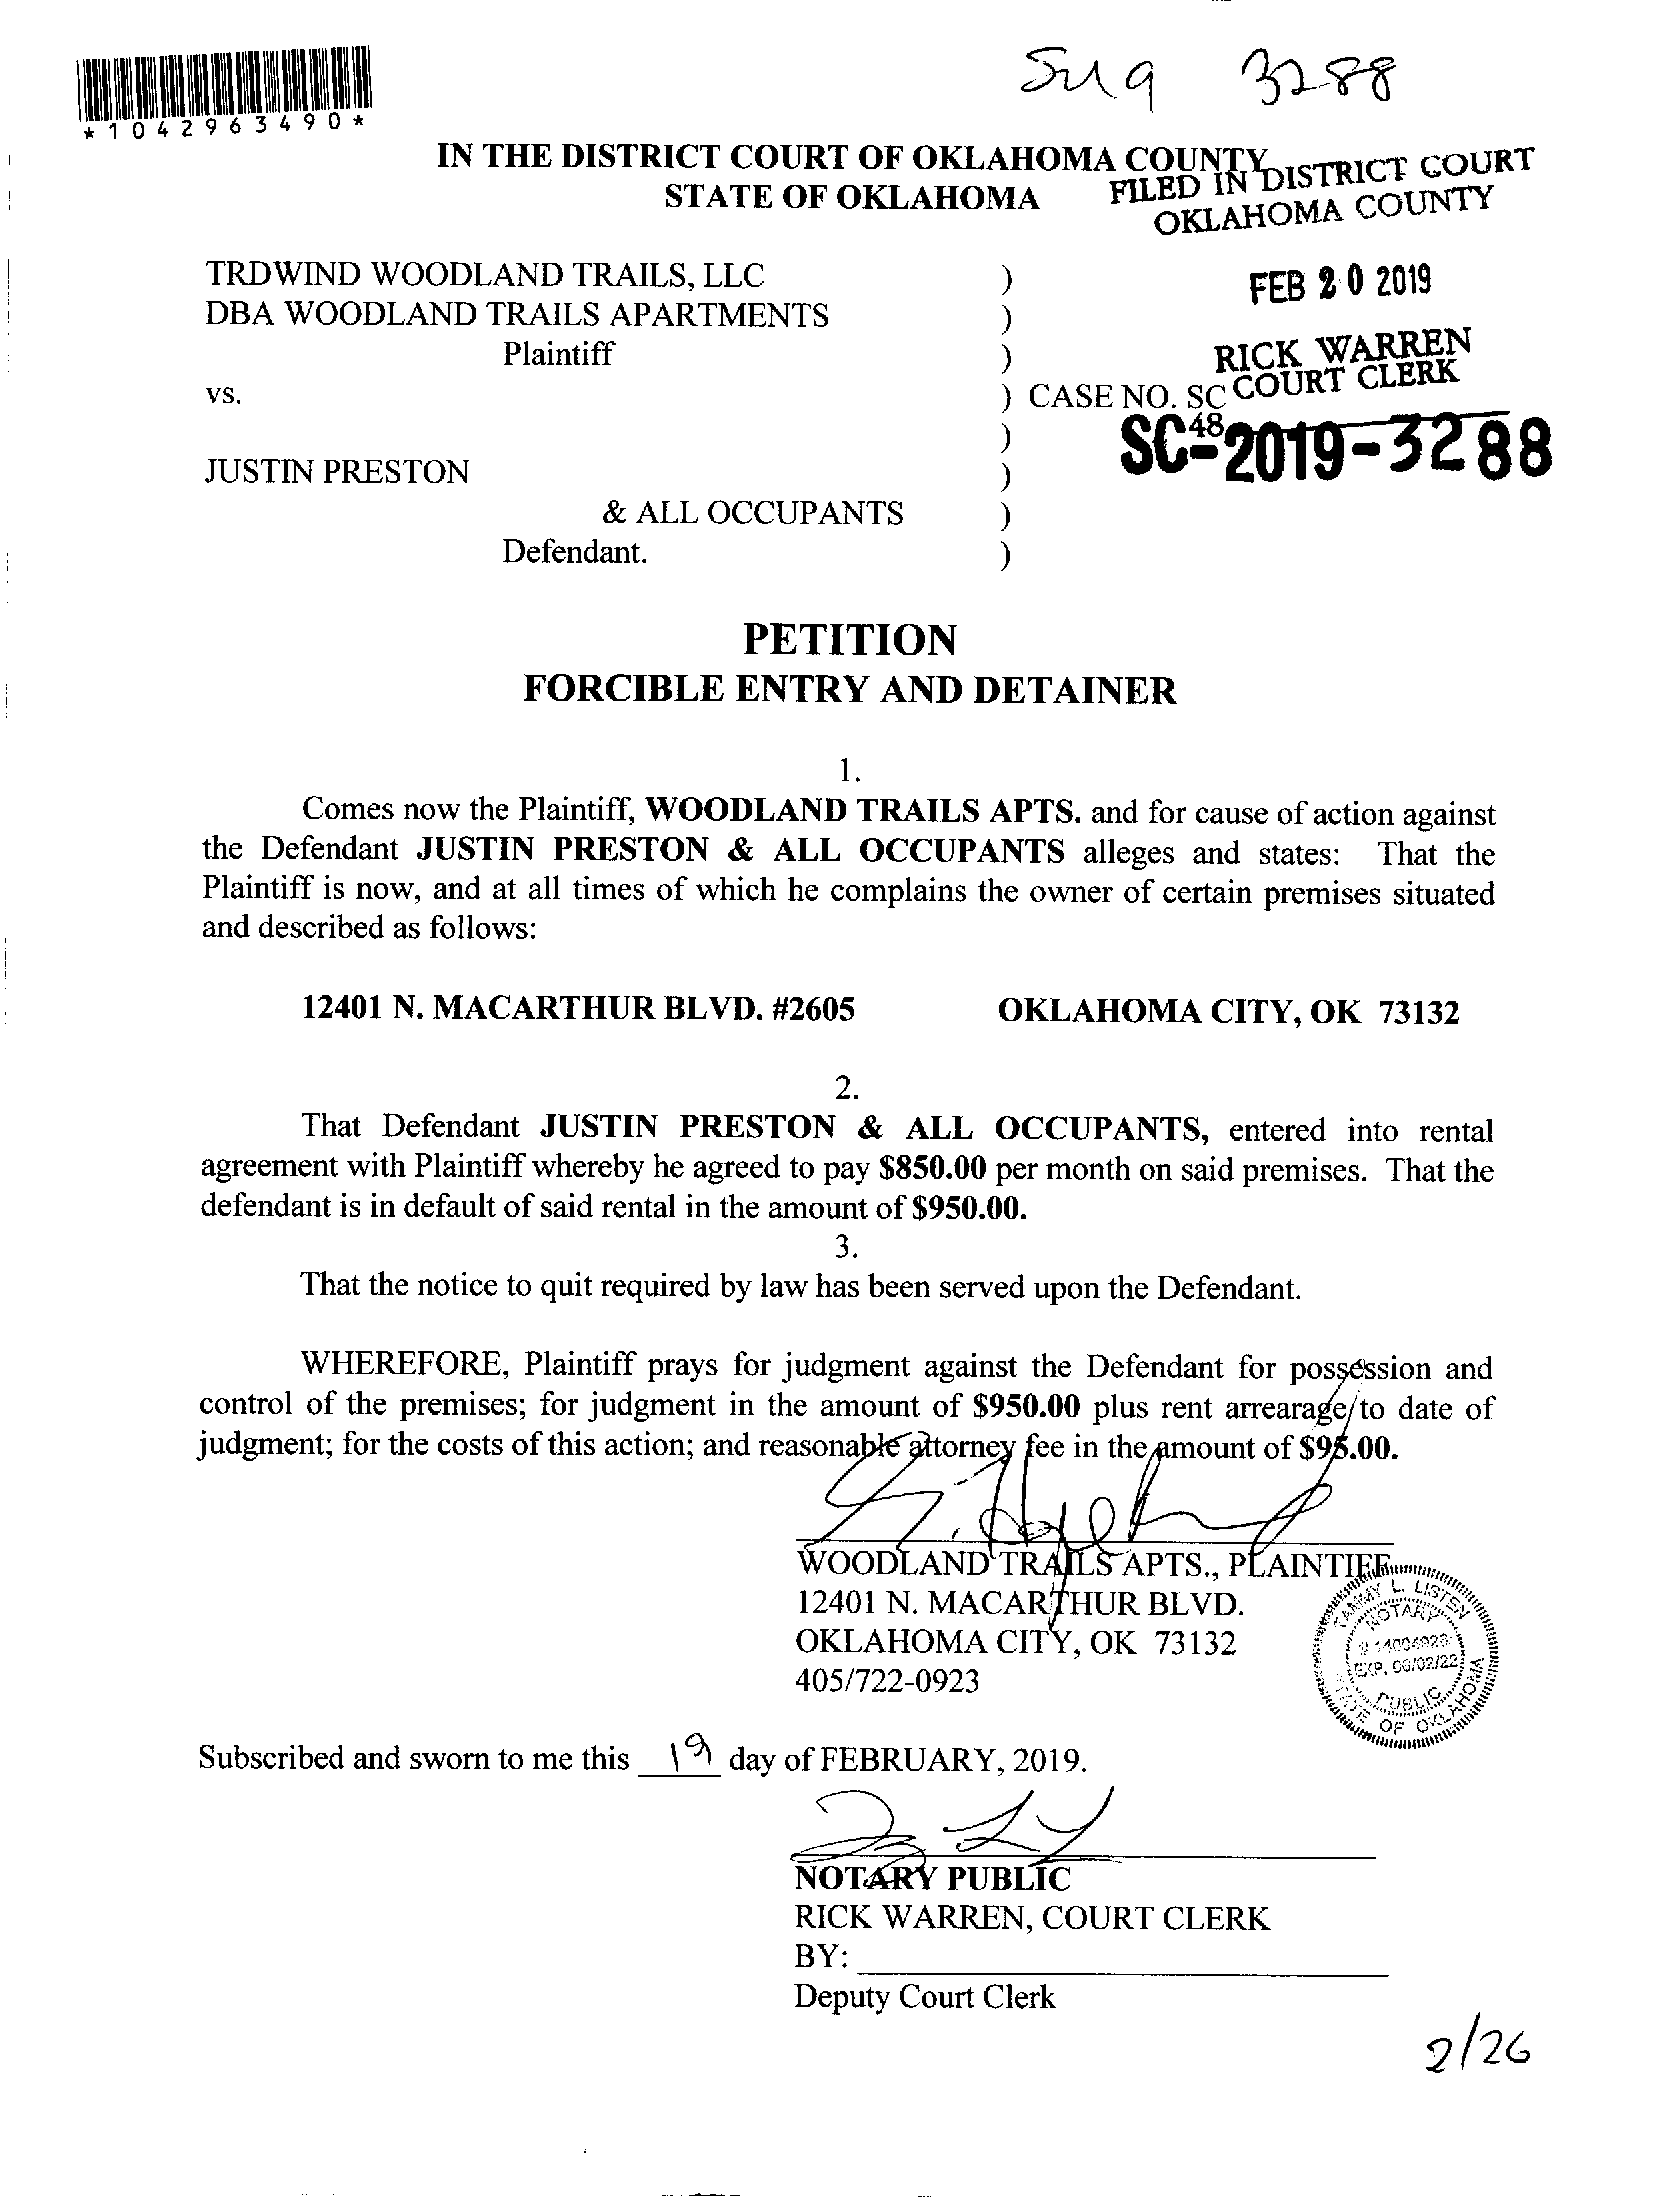 3288
*1042963490*
IN THE DISTRICT COURT OF OKLAHOMA COUNTY
STATE OF OKLAHOMA
FILED IN DISTRICT COURT
OKLAHOMA COUNTY
FEB 20 2019
RICK WARREN
COURT CLERK
TRDWIND WOODLAND TRAILS, LLC )
DBA WOODLAND TRAILS APARTMENTS )
Plaintiff )
vs. ) CASE NO. SC
48
)
SC-2019-3288
JUSTIN PRESTON )
& ALL OCCUPANTS )
Defendant. )
PETITION
FORCIBLE ENTRY AND DETAINER
1.
Comes now the Plaintiff, WOODLAND TRAILS APTS. and for cause of action against
the Defendant JUSTIN PRESTON & ALL OCCUPANTS alleges and states: That the
Plaintiff is now, and at all times of which he complains the owner of certain premises situated
and described as follows:
12401 N. MACARTHUR BLVD. #2605 OKLAHOMA CITY, OK 73132
2.
That Defendant JUSTIN PRESTON & ALL OCCUPANTS, entered into rental
agreement with Plaintiff whereby he agreed to pay $850.00 per month on said premises. That the
defendant is in default of said rental in the amount of $950.00.
3.
That the notice to quit required by law has been served upon the Defendant.
WHEREFORE, Plaintiff prays for judgment against the Defendant for possession and
control of the premises; for judgment in the amount of $950.00 plus rent arrearage to date of
judgment; for the costs of this action; and reasonable attorney fee in the amount of $95.00.
WOODLAND TRAILS APTS., PLAINTIFF
12401 N. MACARTHUR BLVD.
OKLAHOMA CITY, OK 73132
405/722-0923
TAMMY L. LISTEN
NOTARY
EXP. 06/02/22
PUBLIC
STATE OF OKLAHOMA
Subscribed and sworn to me this 19 day of FEBRUARY, 2019.
NOTARY PUBLIC
RICK WARREN, COURT CLERK
BY:
Deputy Court Clerk
2/26